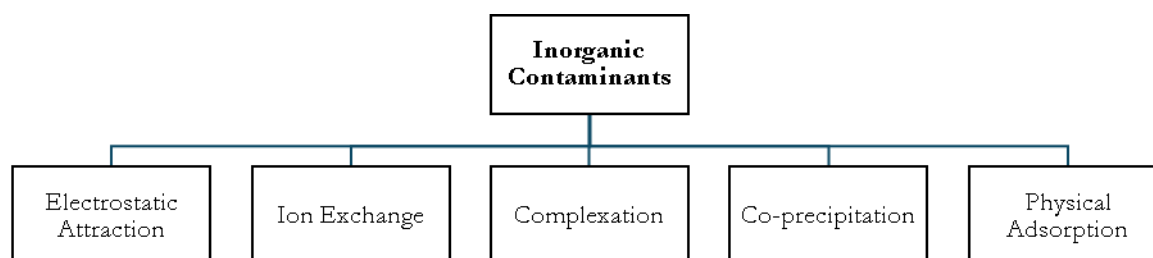 Inorganic
Contaminants
Electrostatic
Attraction
Ion Exchange
Complexation
Co-precipitation
Physical
Adsorption